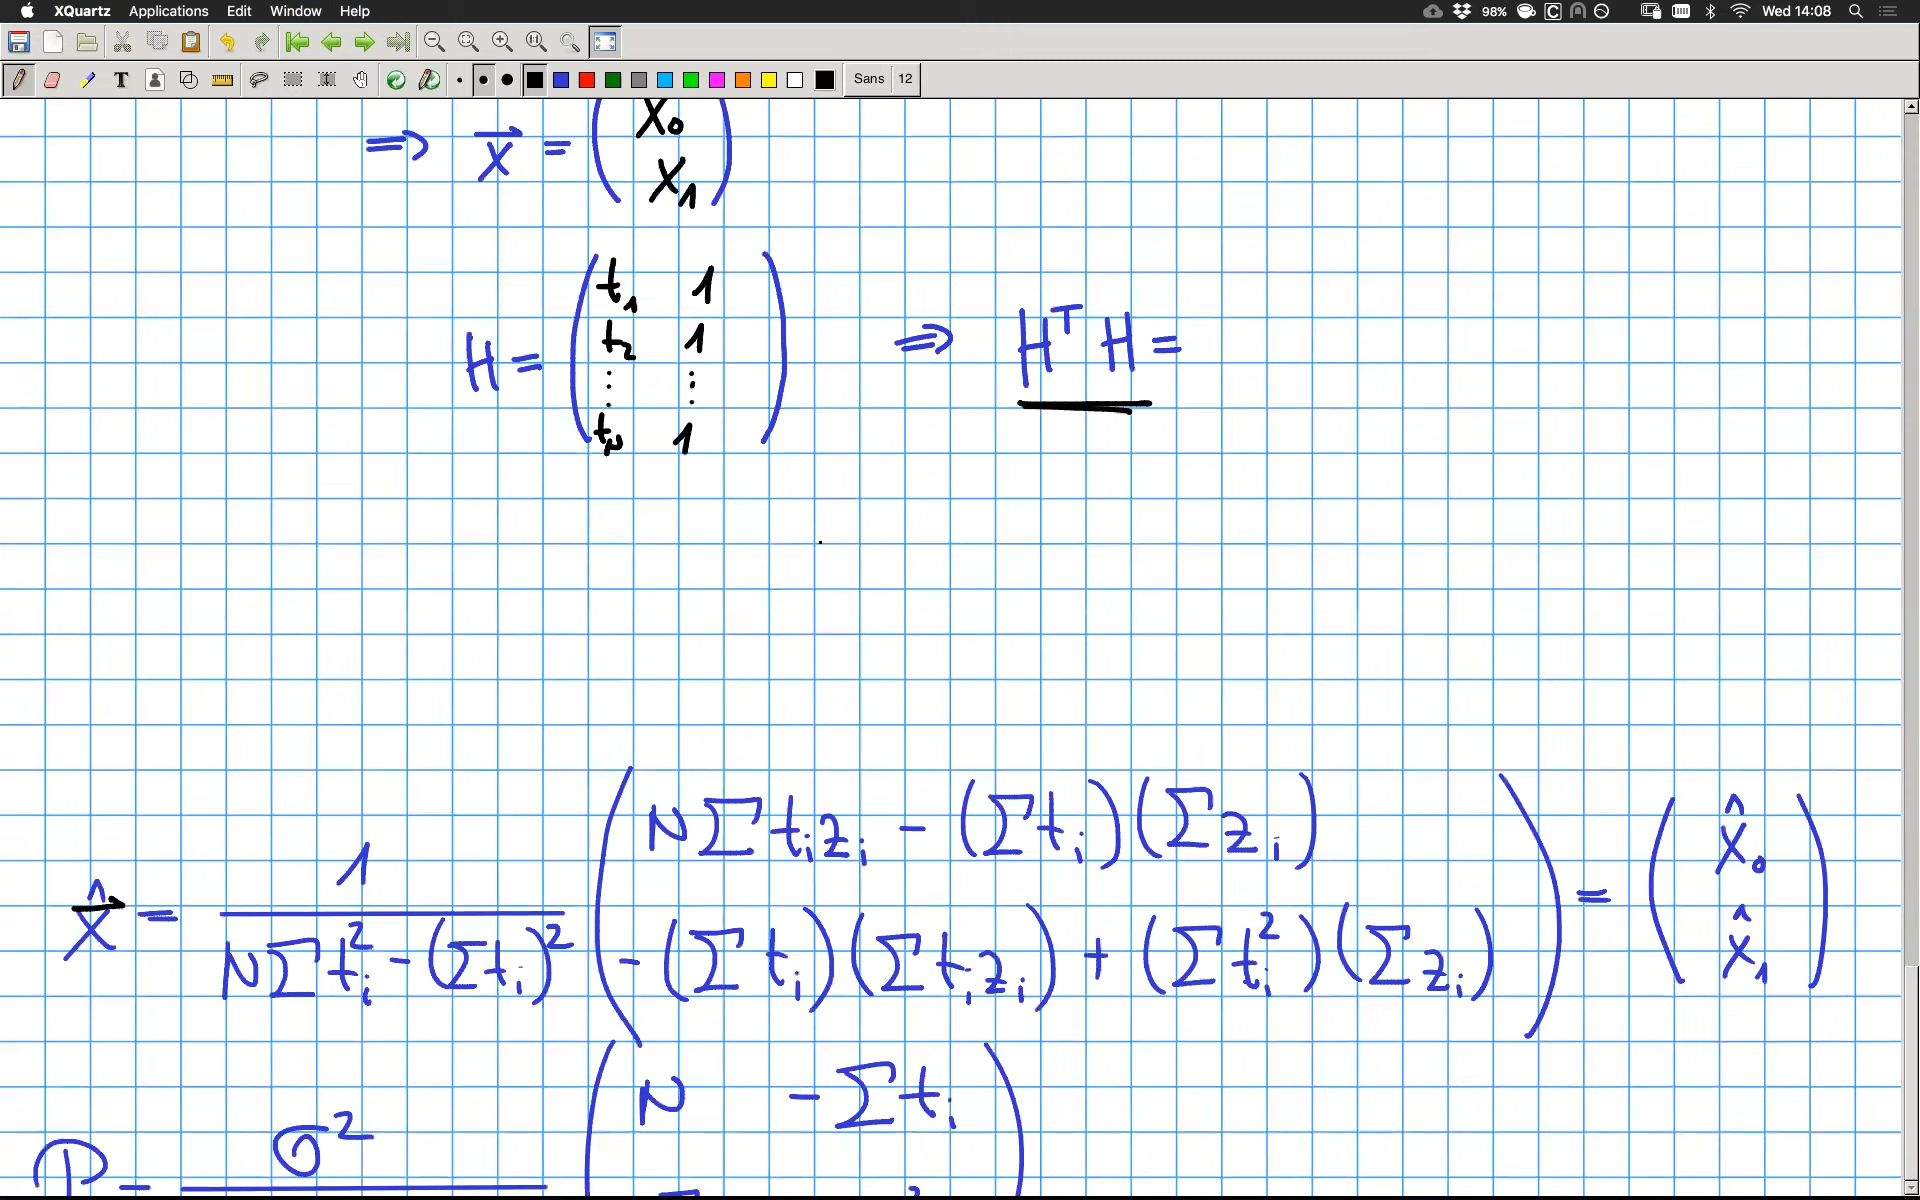 XQuartz Applications Edit Window Help 98% Wed 14:08
Sans 12
⇒ x⃗ = ( x₀
x₁ )
H = ( t₁ 1
t₂ 1
⋮ ⋮
t_N 1 ) ⇒ HᵀH =
x⃗̂ = 1 / (NΣtᵢ² - (Σtᵢ)²) ( NΣtᵢzᵢ - (Σtᵢ)(Σzᵢ)
-(Σtᵢ)(Σtᵢzᵢ) + (Σtᵢ²)(Σzᵢ) ) = ( x̂₀
x̂₁ )
P = σ² ( N -Σtᵢ